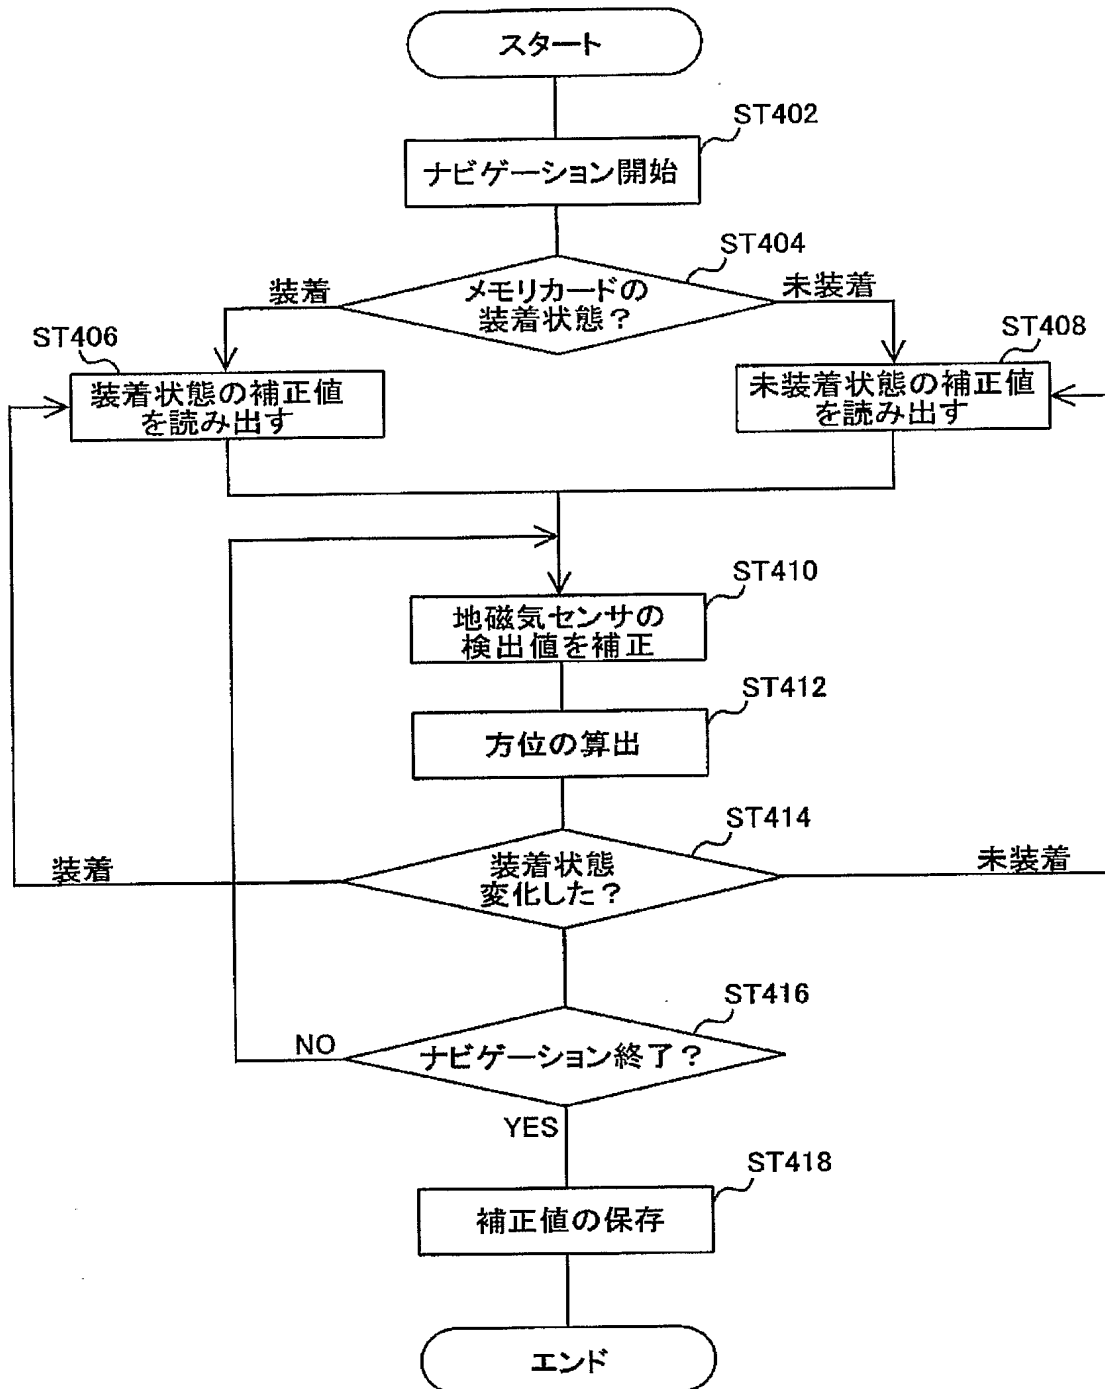 スタート
ST402
ナビゲーション開始
ST404
メモリカードの
装着状態？
装着
未装着
ST406
装着状態の補正値
を読み出す
ST408
未装着状態の補正値
を読み出す
ST410
地磁気センサの
検出値を補正
ST412
方位の算出
ST414
装着状態
変化した？
装着
未装着
ST416
ナビゲーション終了？
NO
YES
ST418
補正値の保存
エンド